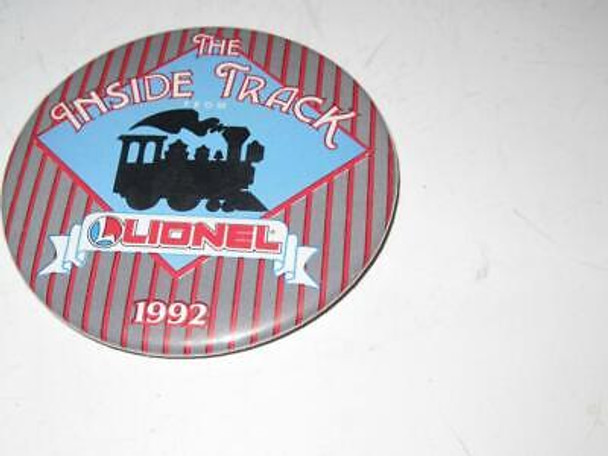 THE
INSIDE TRACK
FROM
LIONEL
1992